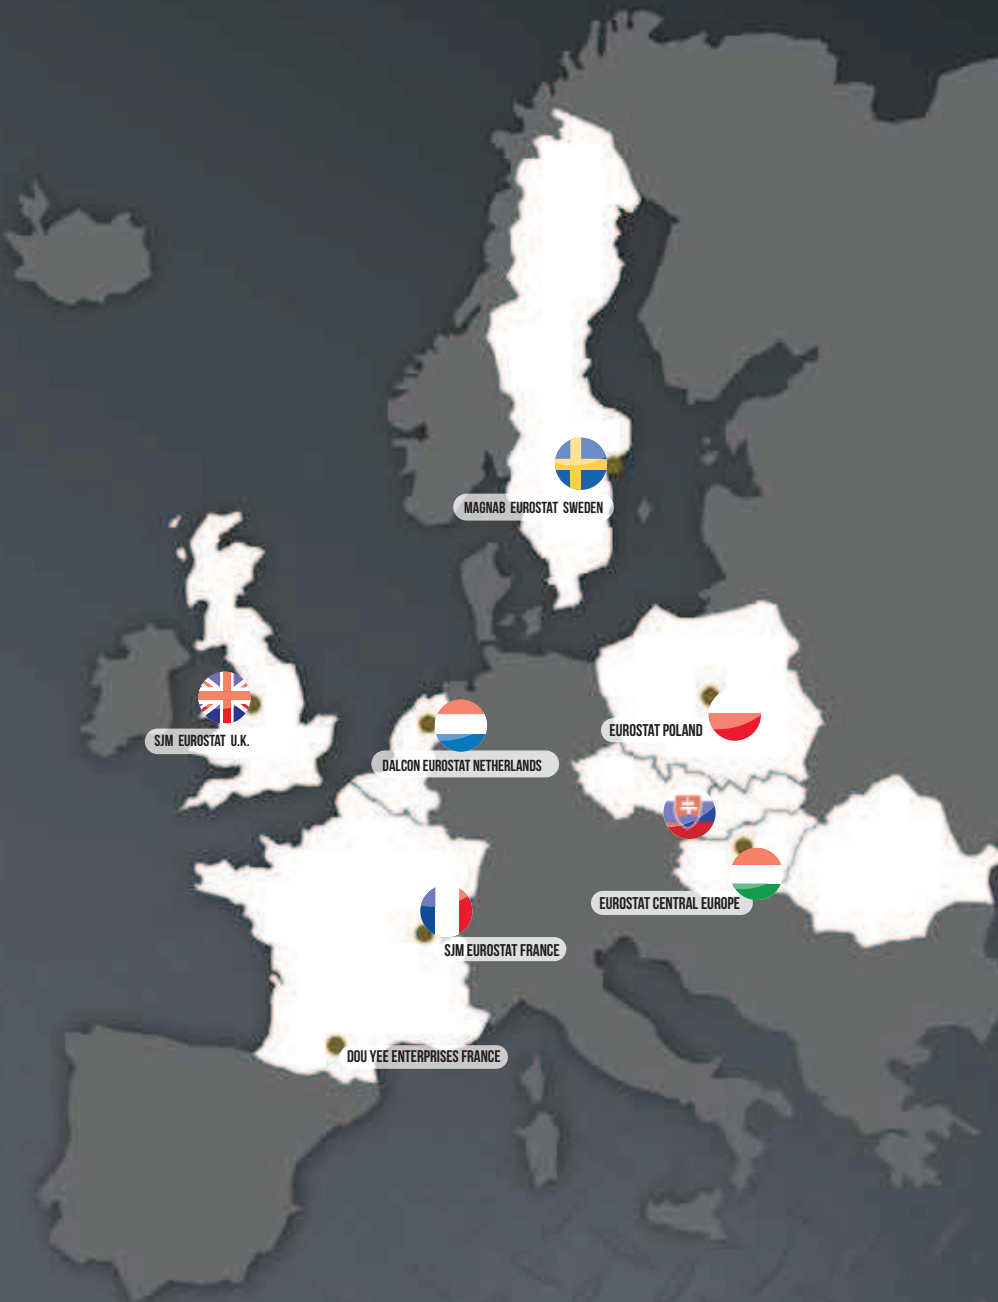 MAGNAB EUROSTAT SWEDEN
SJM EUROSTAT U.K.
EUROSTAT POLAND
DALCON EUROSTAT NETHERLANDS
EUROSTAT CENTRAL EUROPE
SJM EUROSTAT FRANCE
DOU YEE ENTERPRISES FRANCE